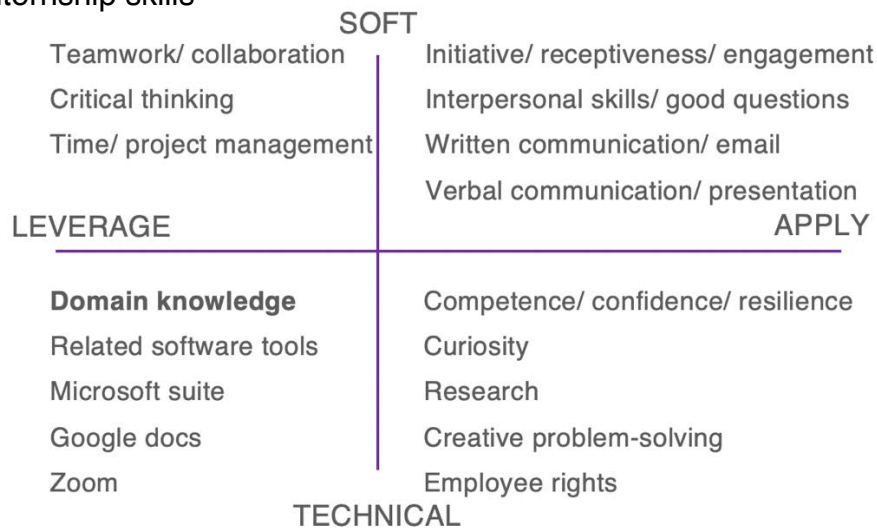 ternship skills
SOFT
Teamwork/ collaboration
Critical thinking
Time/ project management
Initiative/ receptiveness/ engagement
Interpersonal skills/ good questions
Written communication/ email
Verbal communication/ presentation
LEVERAGE
APPLY
Domain knowledge
Related software tools
Microsoft suite
Google docs
Zoom
Competence/ confidence/ resilience
Curiosity
Research
Creative problem-solving
Employee rights
TECHNICAL